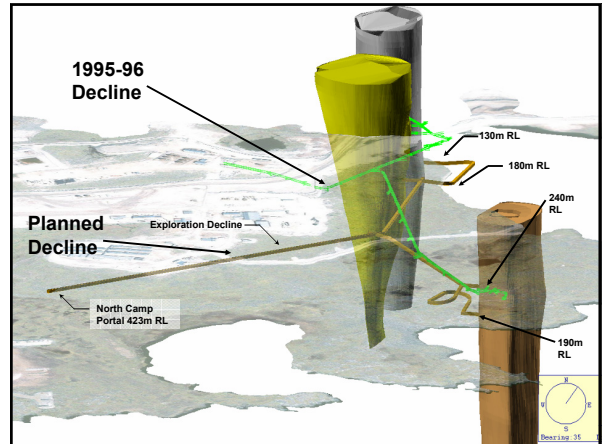 1995-96
Decline
130m RL
180m RL
240m
RL
Planned
Decline
Exploration Decline
North Camp
Portal 423m RL
190m
RL
N
W
E
S
Bearing:35